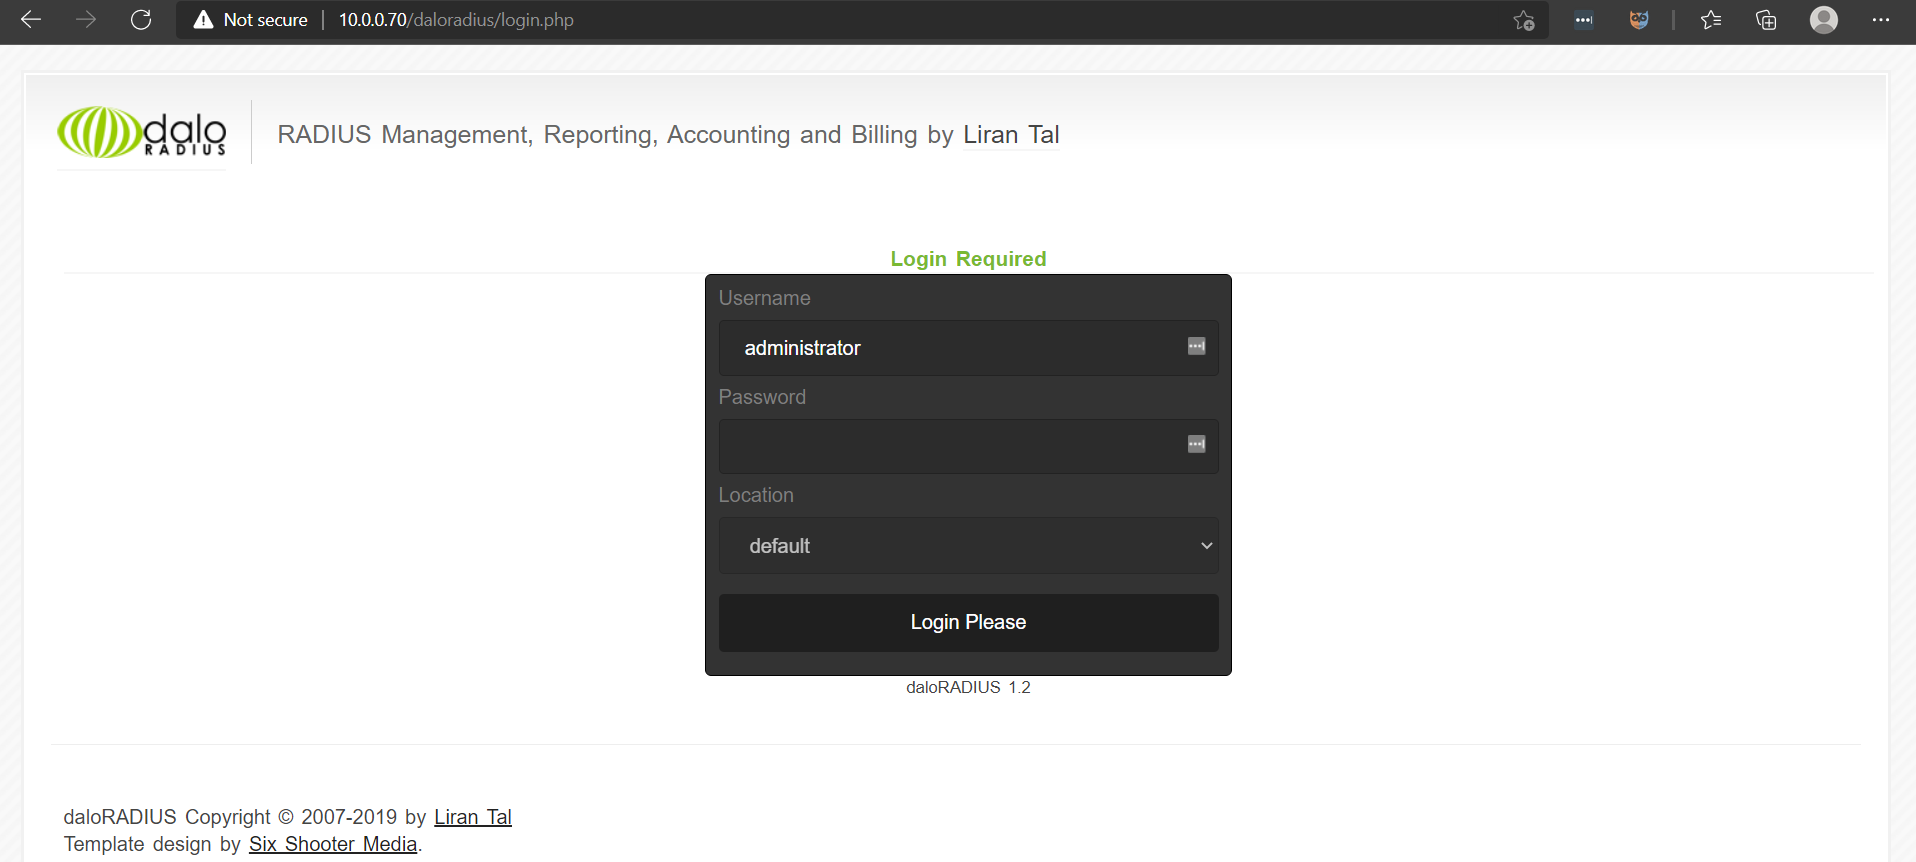 Not secure | 10.0.0.70/daloradius/login.php
dalo
RADIUS
RADIUS Management, Reporting, Accounting and Billing by Liran Tal
Login Required
Username
administrator
Password
Location
default
Login Please
daloRADIUS 1.2
daloRADIUS Copyright © 2007-2019 by Liran Tal
Template design by Six Shooter Media.